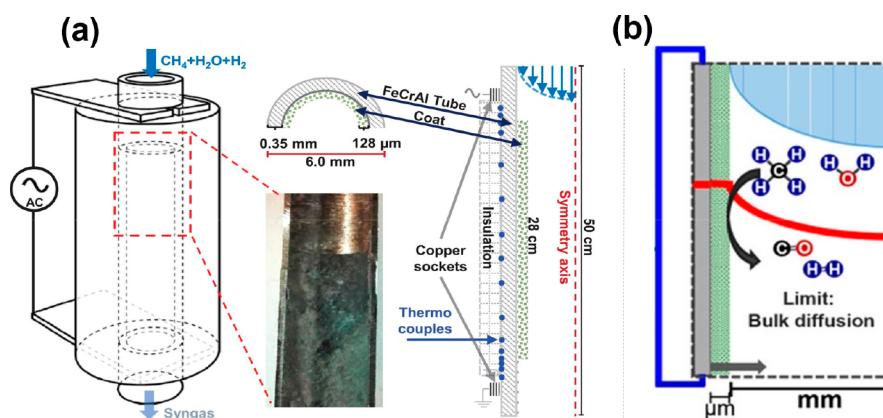 (a)
CH₄+H₂O+H₂
AC
Syngas
FeCrAl Tube
Coat
0.35 mm
128 µm
6.0 mm
Insulation
Copper
sockets
Thermo
couples
28 cm
Symmetry axis
50 cm
(b)
H
H
C
H
H
H
H
O
C
O
H
H
Limit:
Bulk diffusion
µm
mm